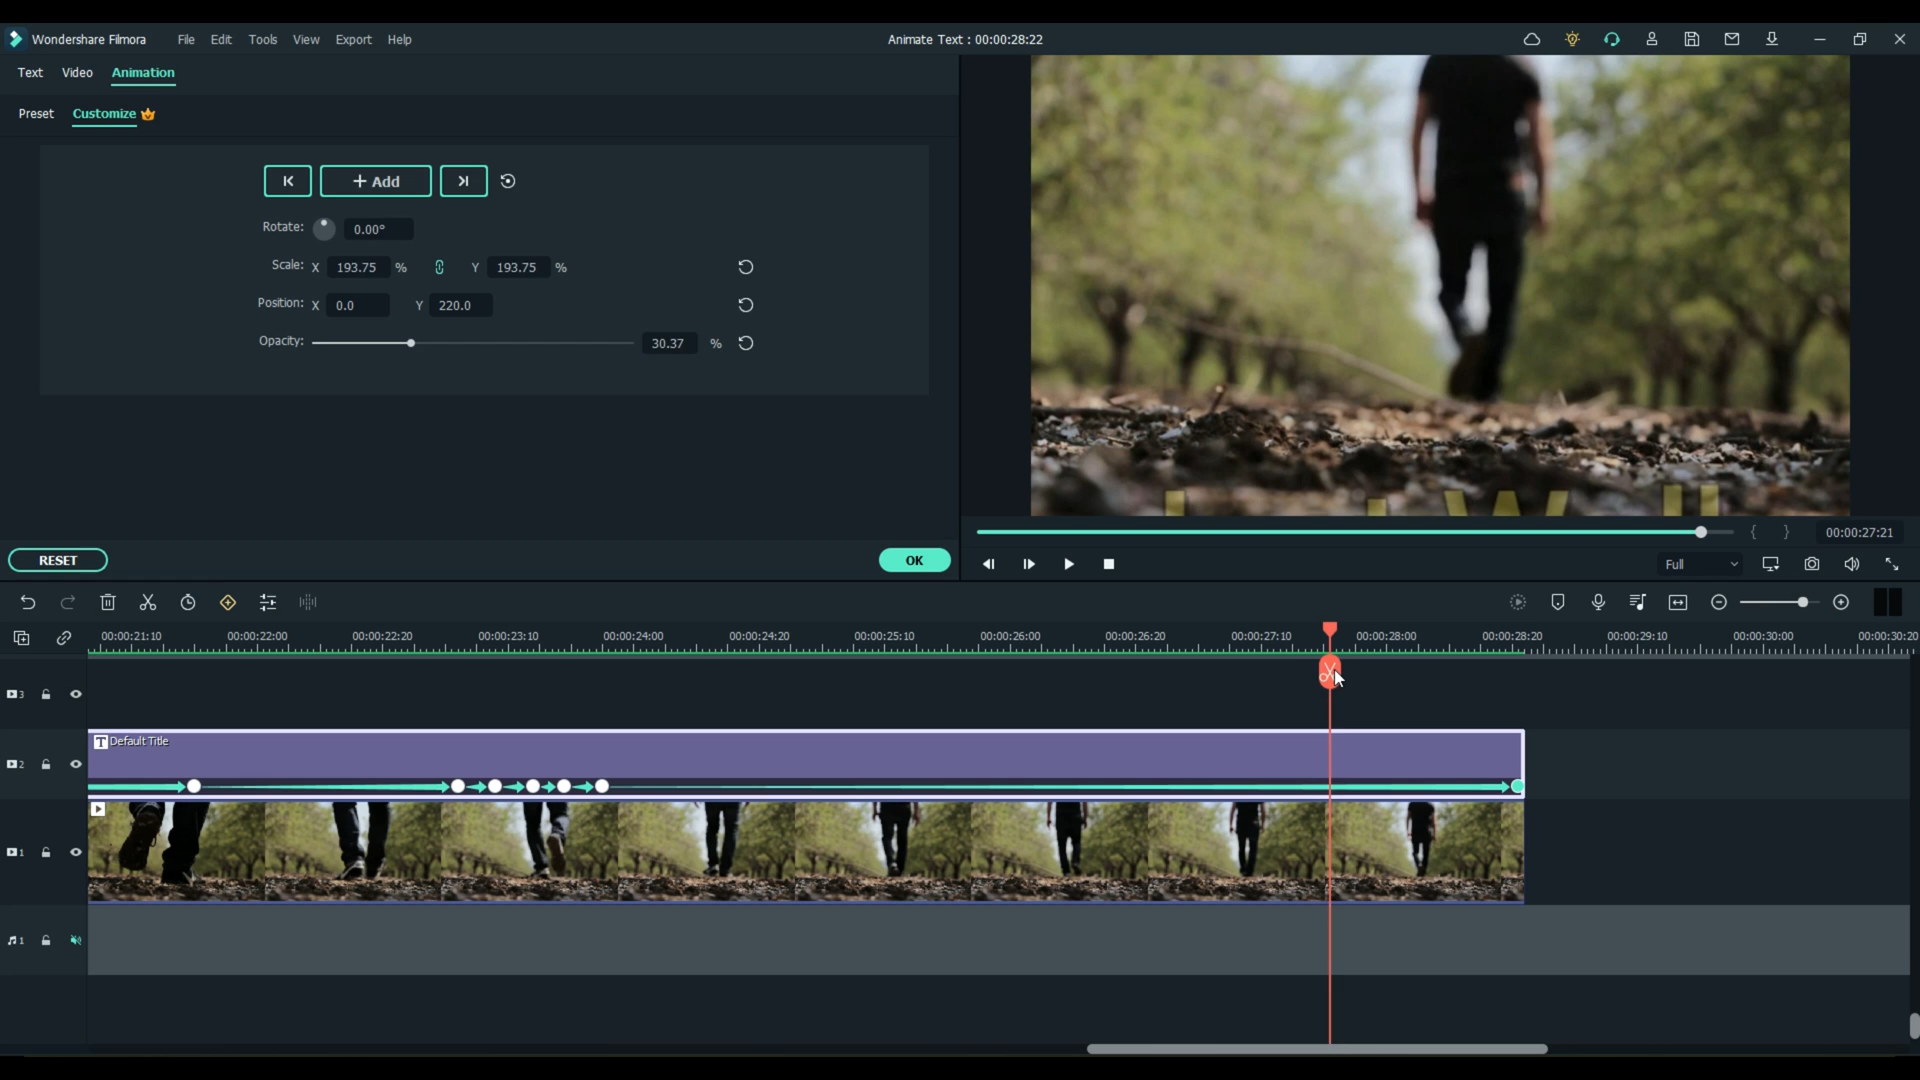 Wondershare Filmora File Edit Tools View Export Help Animate Text : 00:00:28:22
Text Video Animation
Preset Customize
+ Add
Rotate: 0.00°
Scale: X 193.75 % Y 193.75 %
Position: X 0.0 Y 220.0
Opacity: 30.37 %
00:00:27:21
RESET OK
Full
00:00:21:10 00:00:22:00 00:00:22:20 00:00:23:10 00:00:24:00 00:00:24:20 00:00:25:10 00:00:26:00 00:00:26:20 00:00:27:10 00:00:28:00 00:00:28:20 00:00:29:10 00:00:30:00 00:00:30:20
3
T Default Title
2
1
1